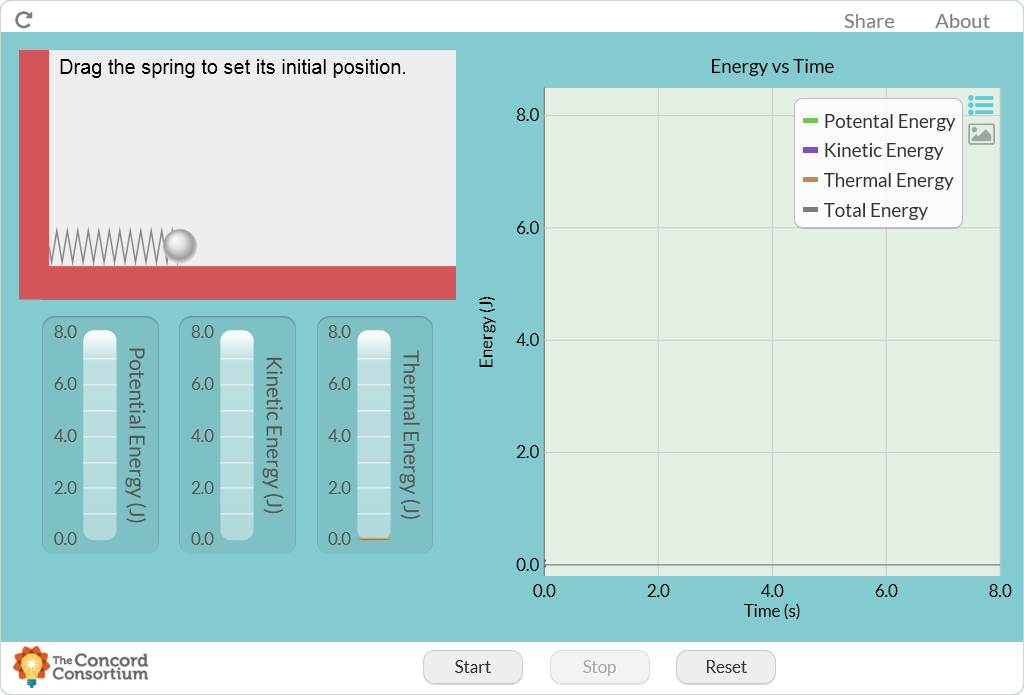 Share About
Drag the spring to set its initial position.
8.0
6.0
4.0
2.0
0.0
Potential Energy (J)
8.0
6.0
4.0
2.0
0.0
Kinetic Energy (J)
8.0
6.0
4.0
2.0
0.0
Thermal Energy (J)
Energy vs Time
Energy (J)
8.0
6.0
4.0
2.0
0.0
Potental Energy
Kinetic Energy
Thermal Energy
Total Energy
0.0 2.0 4.0 6.0 8.0
Time (s)
The Concord
Consortium
Start Stop Reset